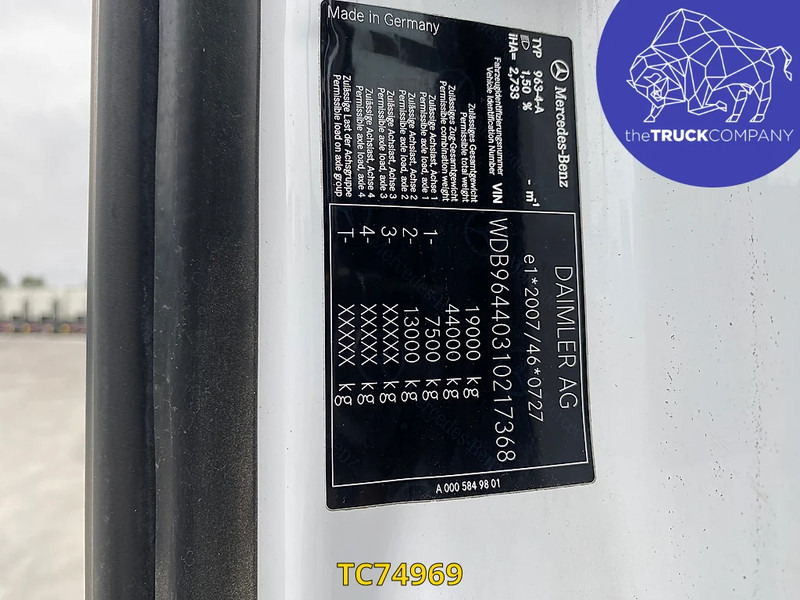 theTRUCKCOMPANY
Mercedes-Benz
TYP 963-4-A - m-1
1,50 %
iHA= 2,733
DAIMLER AG
e1*2007/46*0727
Fahrzeugidentifizierungsnummer
Vehicle Identification Number
VIN
WDB96440310217368
Zulässiges Gesamtgewicht
Permissible total weight
19000 kg
Zulässiges Zug-Gesamtgewicht
Permissible combination weight
44000 kg
Zulässige Achslast, Achse 1
Permissible axle load, axle 1
1- 7500 kg
Zulässige Achslast, Achse 2
Permissible axle load, axle 2
2- 13000 kg
Zulässige Achslast, Achse 3
Permissible axle load, axle 3
3- XXXXX kg
Zulässige Achslast, Achse 4
Permissible axle load, axle 4
4- XXXXX kg
Zulässige Last der Achsgruppe
Permissible load on axle group
T- XXXXX kg
Made in Germany
A 000 584 98 01
TC74969